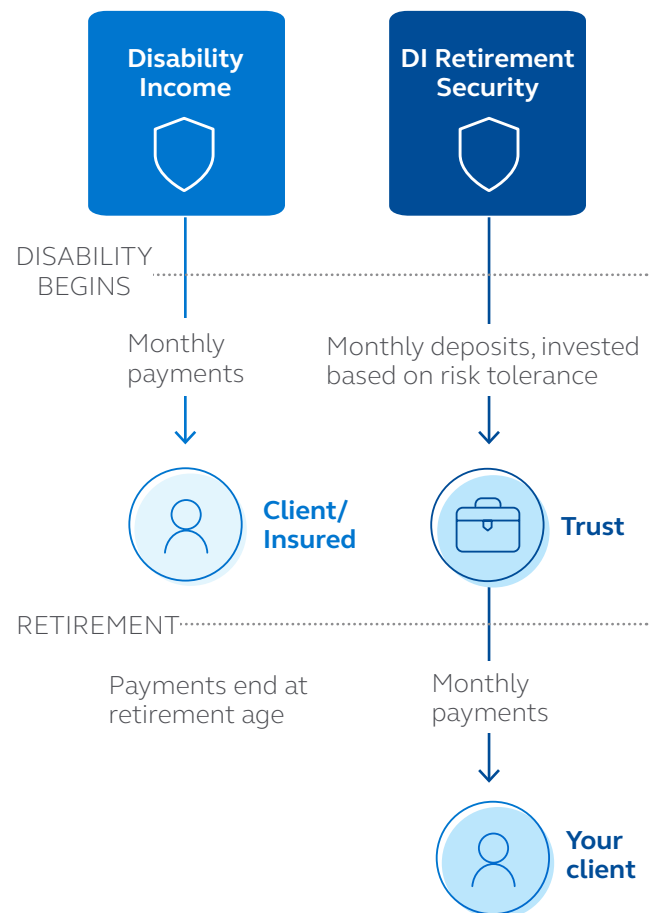 Disability
Income
DI Retirement
Security
DISABILITY
BEGINS
Monthly
payments
Monthly deposits, invested
based on risk tolerance
Client/
Insured
Trust
RETIREMENT
Payments end at
retirement age
Monthly
payments
Your
client